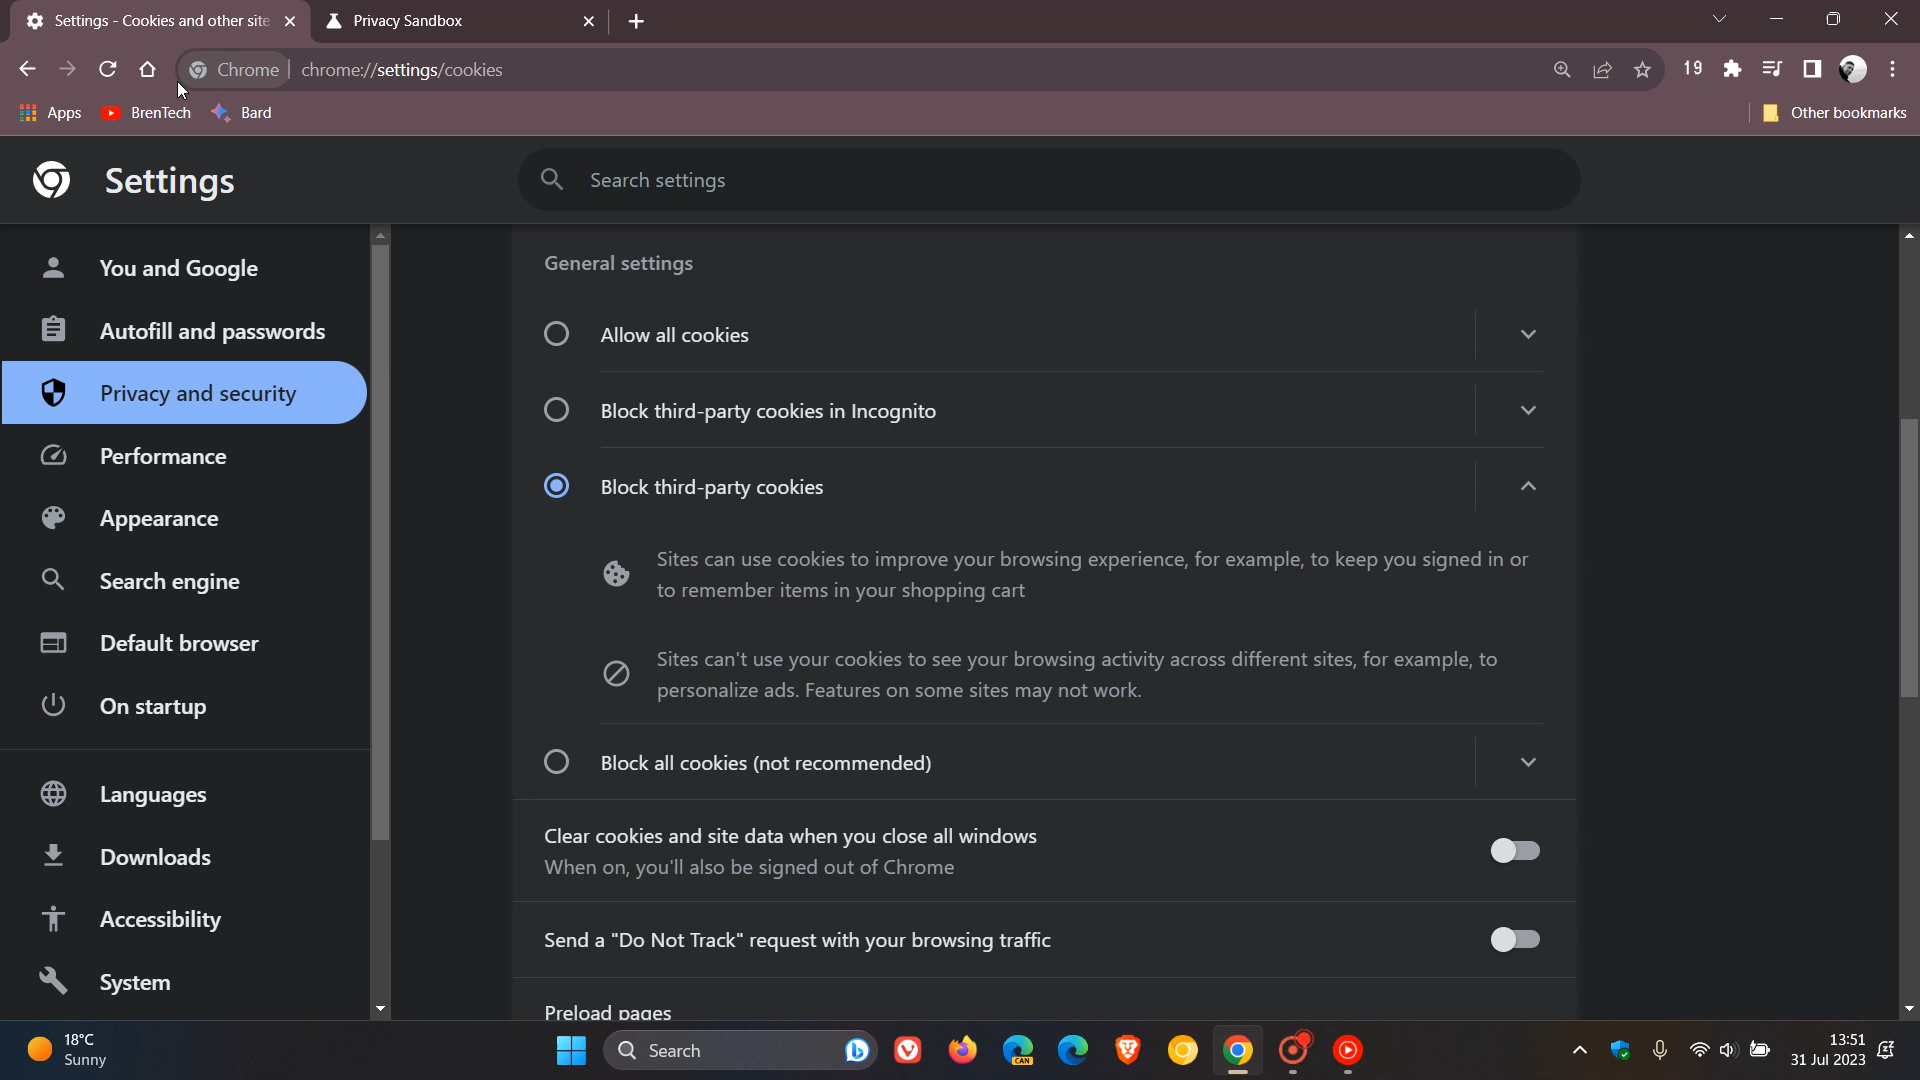 Settings - Cookies and other site
Privacy Sandbox
Chrome
chrome://settings/cookies
19
Apps
BrenTech
Bard
Other bookmarks
Settings
Search settings
You and Google
Autofill and passwords
Privacy and security
Performance
Appearance
Search engine
Default browser
On startup
Languages
Downloads
Accessibility
System
General settings
Allow all cookies
Block third-party cookies in Incognito
Block third-party cookies
Sites can use cookies to improve your browsing experience, for example, to keep you signed in or
to remember items in your shopping cart
Sites can't use your cookies to see your browsing activity across different sites, for example, to
personalize ads. Features on some sites may not work.
Block all cookies (not recommended)
Clear cookies and site data when you close all windows
When on, you'll also be signed out of Chrome
Send a "Do Not Track" request with your browsing traffic
Preload pages
18°C
Sunny
Search
CAN
13:51
31 Jul 2023